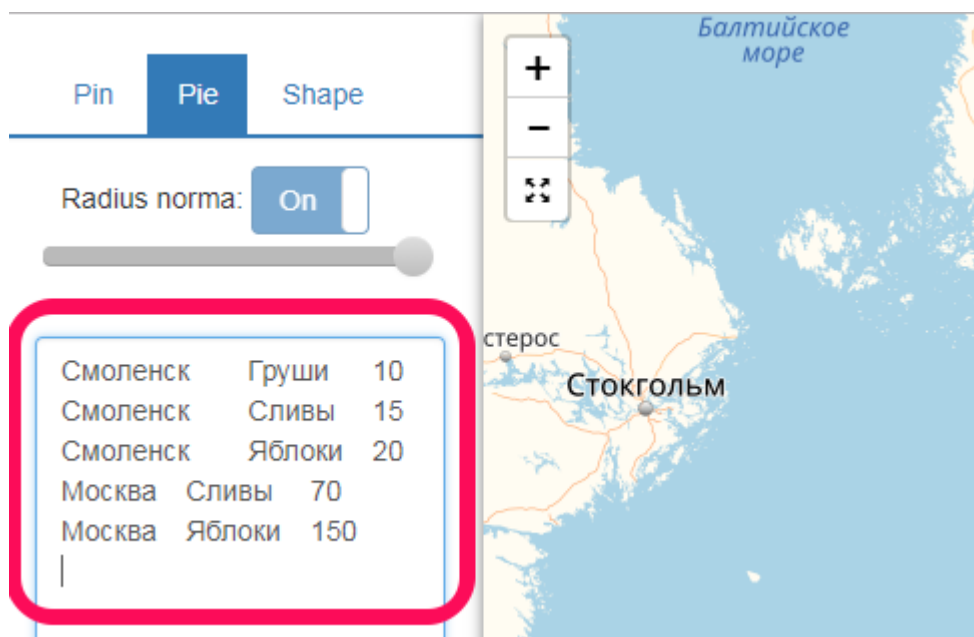 Pin Pie Shape
Radius norma: On
Смоленск Груши 10
Смоленск Сливы 15
Смоленск Яблоки 20
Москва Сливы 70
Москва Яблоки 150
+
−
Балтийское
море
стерос
Стокгольм